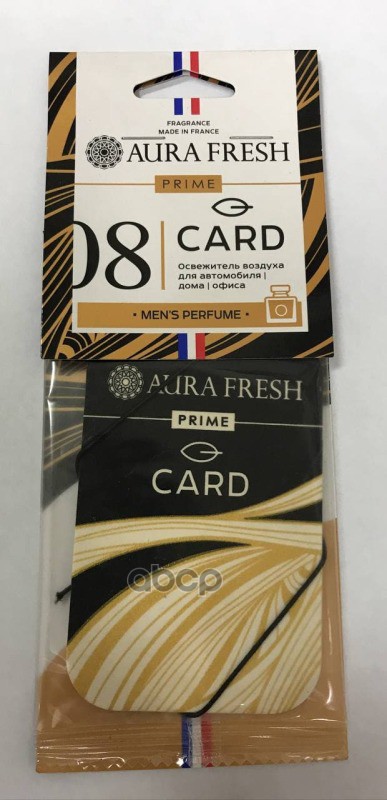 FRAGRANCE
MADE IN FRANCE
AURA FRESH
PRIME
08
CARD
Освежитель воздуха
для автомобиля |
дома | офиса
• MEN'S PERFUME •
AURA FRESH
PRIME
CARD
abcp